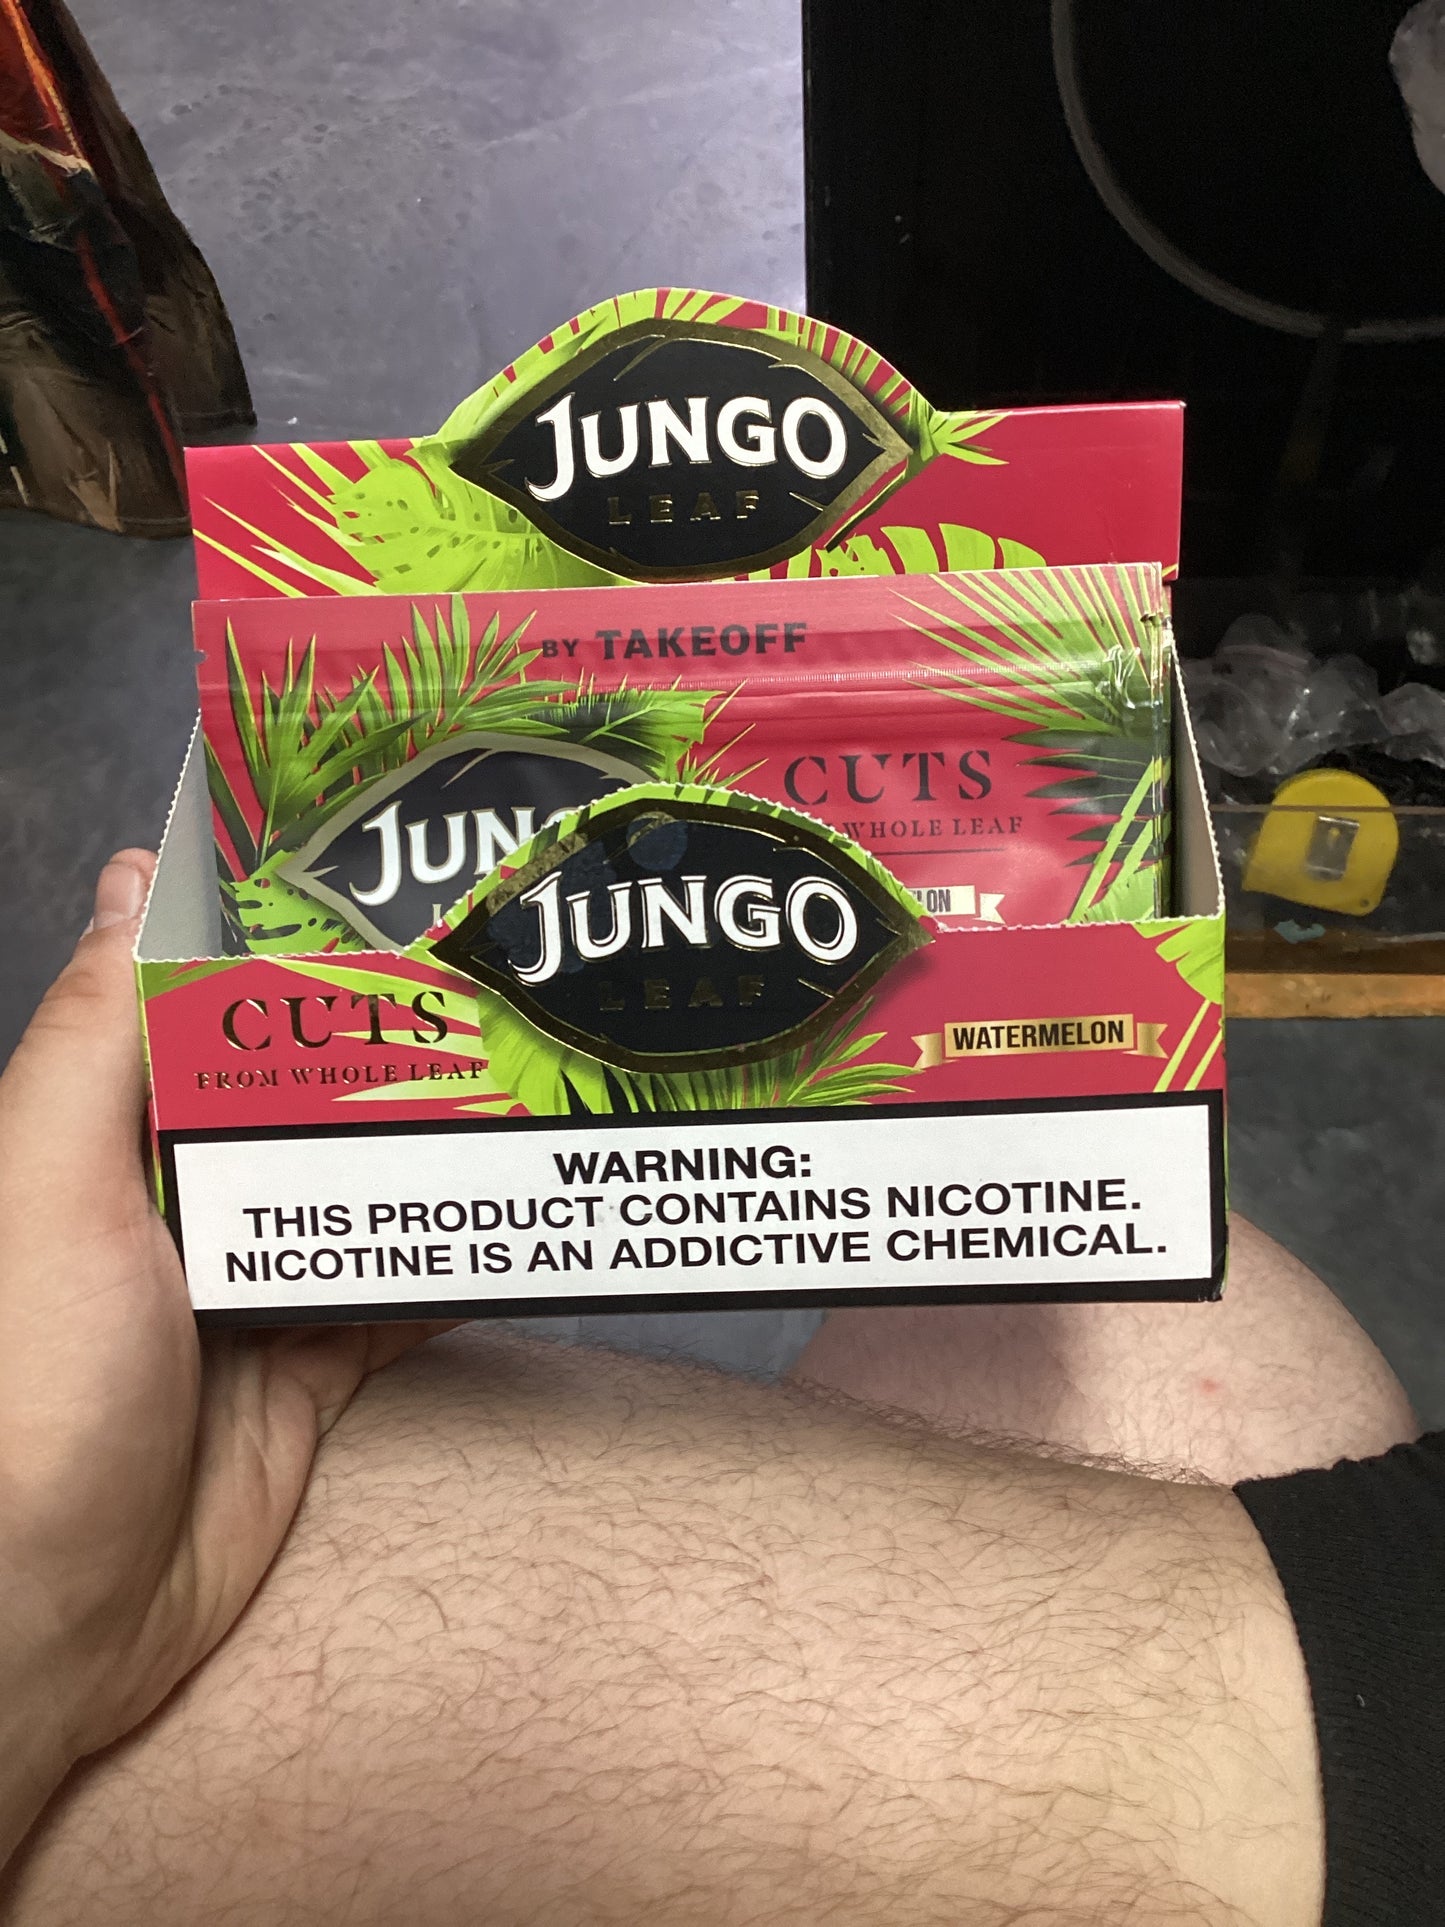 JUNGO
LEAF
BY TAKEOFF
CUTS
WHOLE LEAF
JUNGO
LEAF
CUTS
FROM WHOLE LEAF
WATERMELON
WARNING:
THIS PRODUCT CONTAINS NICOTINE.
NICOTINE IS AN ADDICTIVE CHEMICAL.